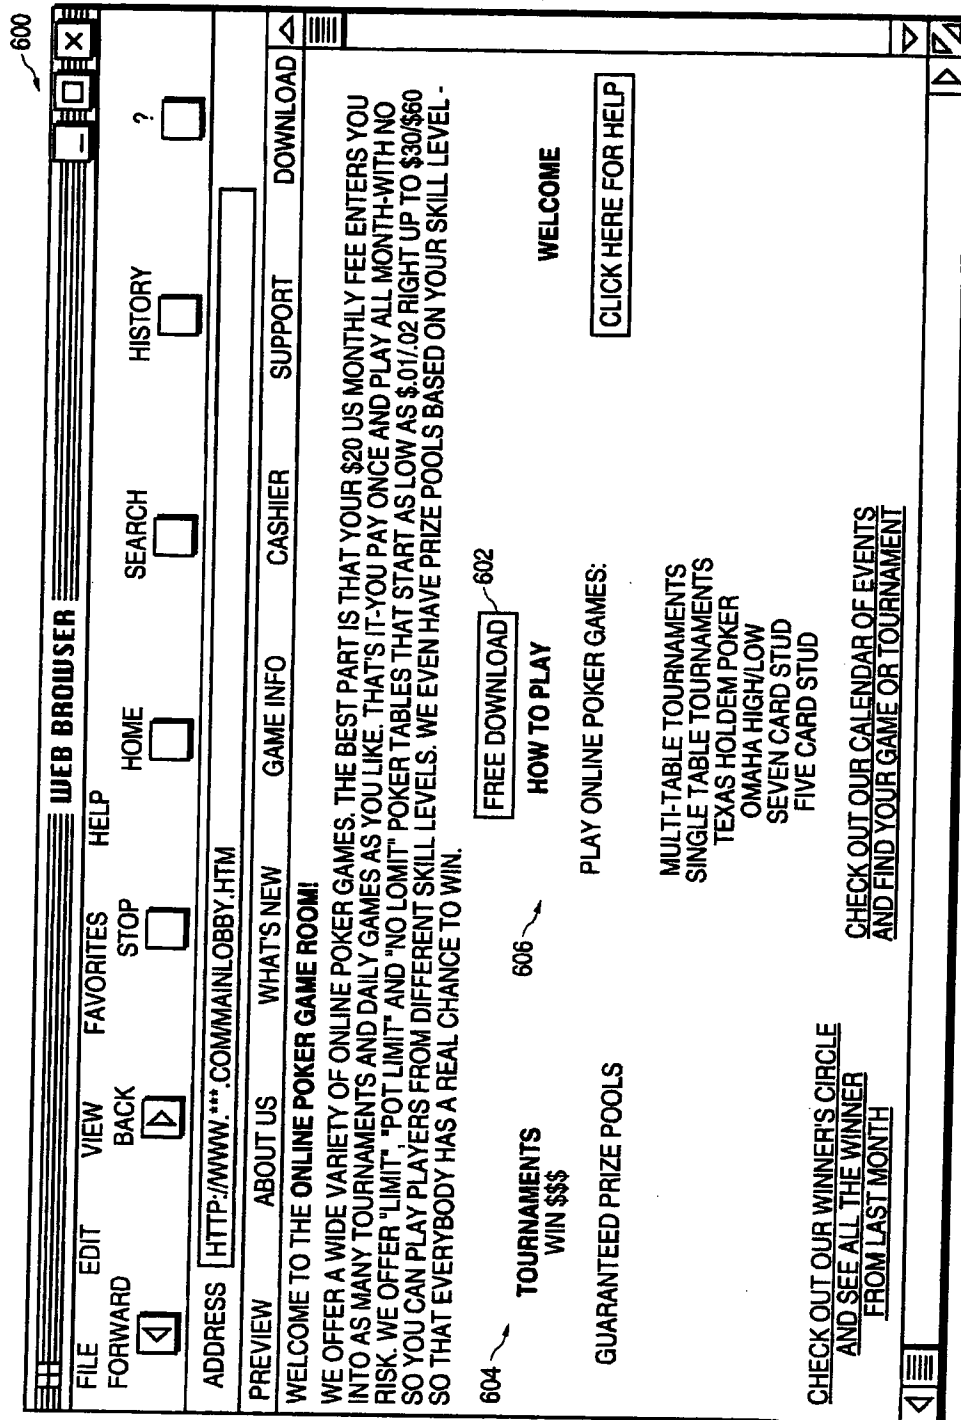 600
WEB BROWSER
FILE EDIT VIEW FAVORITES HELP
FORWARD BACK STOP HOME SEARCH HISTORY ?
ADDRESS HTTP://WWW.***.COM/MAINLOBBY.HTM
PREVIEW ABOUT US WHAT'S NEW GAME INFO CASHIER SUPPORT DOWNLOAD
WELCOME TO THE ONLINE POKER GAME ROOM!
WE OFFER A WIDE VARIETY OF ONLINE POKER GAMES. THE BEST PART IS THAT YOUR $20 US MONTHLY FEE ENTERS YOU
INTO AS MANY TOURNAMENTS AND DAILY GAMES AS YOU LIKE. THAT'S IT-YOU PAY ONCE AND PLAY ALL MONTH-WITH NO
RISK. WE OFFER "LIMIT", "POT LIMIT" AND "NO LOMIT" POKER TABLES THAT START AS LOW AS $.01/.02 RIGHT UP TO $30/$60
SO YOU CAN PLAY PLAYERS FROM DIFFERENT SKILL LEVELS. WE EVEN HAVE PRIZE POOLS BASED ON YOUR SKILL LEVEL -
SO THAT EVERYBODY HAS A REAL CHANCE TO WIN.
604
TOURNAMENTS
WIN $$$
GUARANTEED PRIZE POOLS
CHECK OUT OUR WINNER'S CIRCLE
AND SEE ALL THE WINNER
FROM LAST MONTH
FREE DOWNLOAD 602
606
HOW TO PLAY
PLAY ONLINE POKER GAMES:
MULTI-TABLE TOURNAMENTS
SINGLE TABLE TOURNAMENTS
TEXAS HOLDEM POKER
OMAHA HIGH/LOW
SEVEN CARD STUD
FIVE CARD STUD
CHECK OUT OUR CALENDAR OF EVENTS
AND FIND YOUR GAME OR TOURNAMENT
WELCOME
CLICK HERE FOR HELP